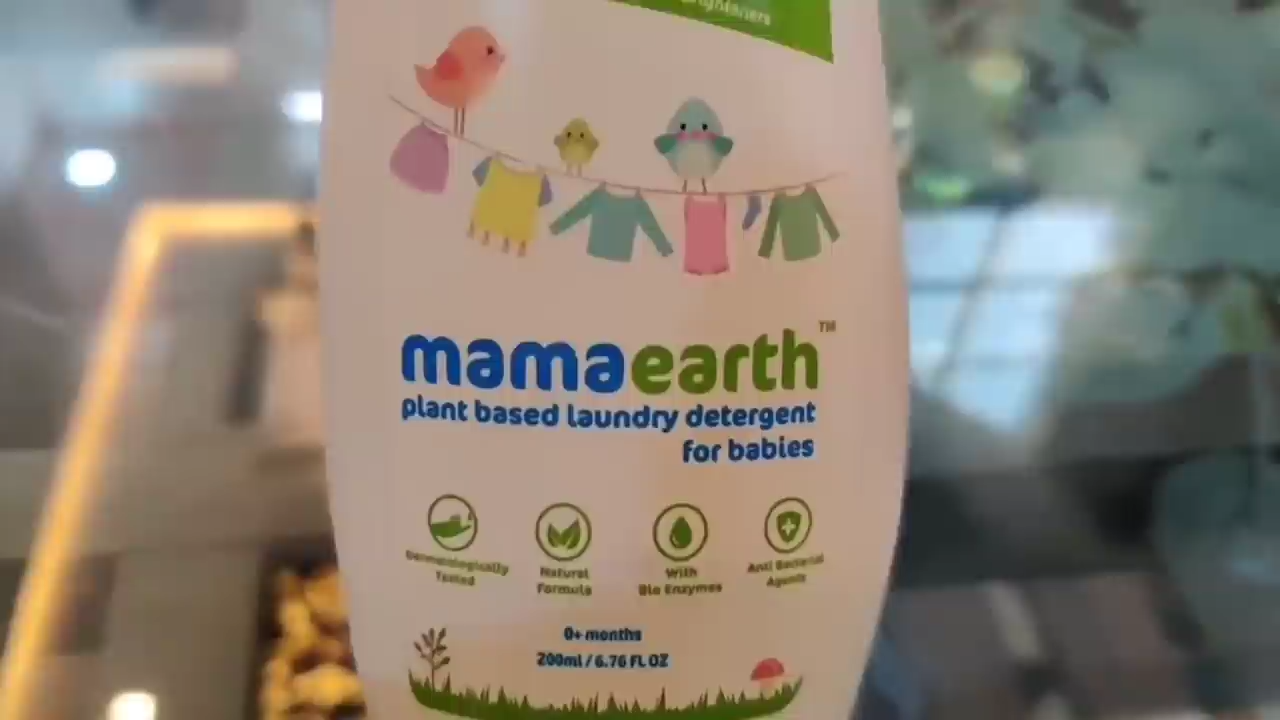 mamaearth™
plant based laundry detergent
for babies
Dermatologically
Tested
Natural
Formula
With
Bio Enzymes
Anti Bacterial
Agents
0+ months
200ml / 6.76 FL OZ